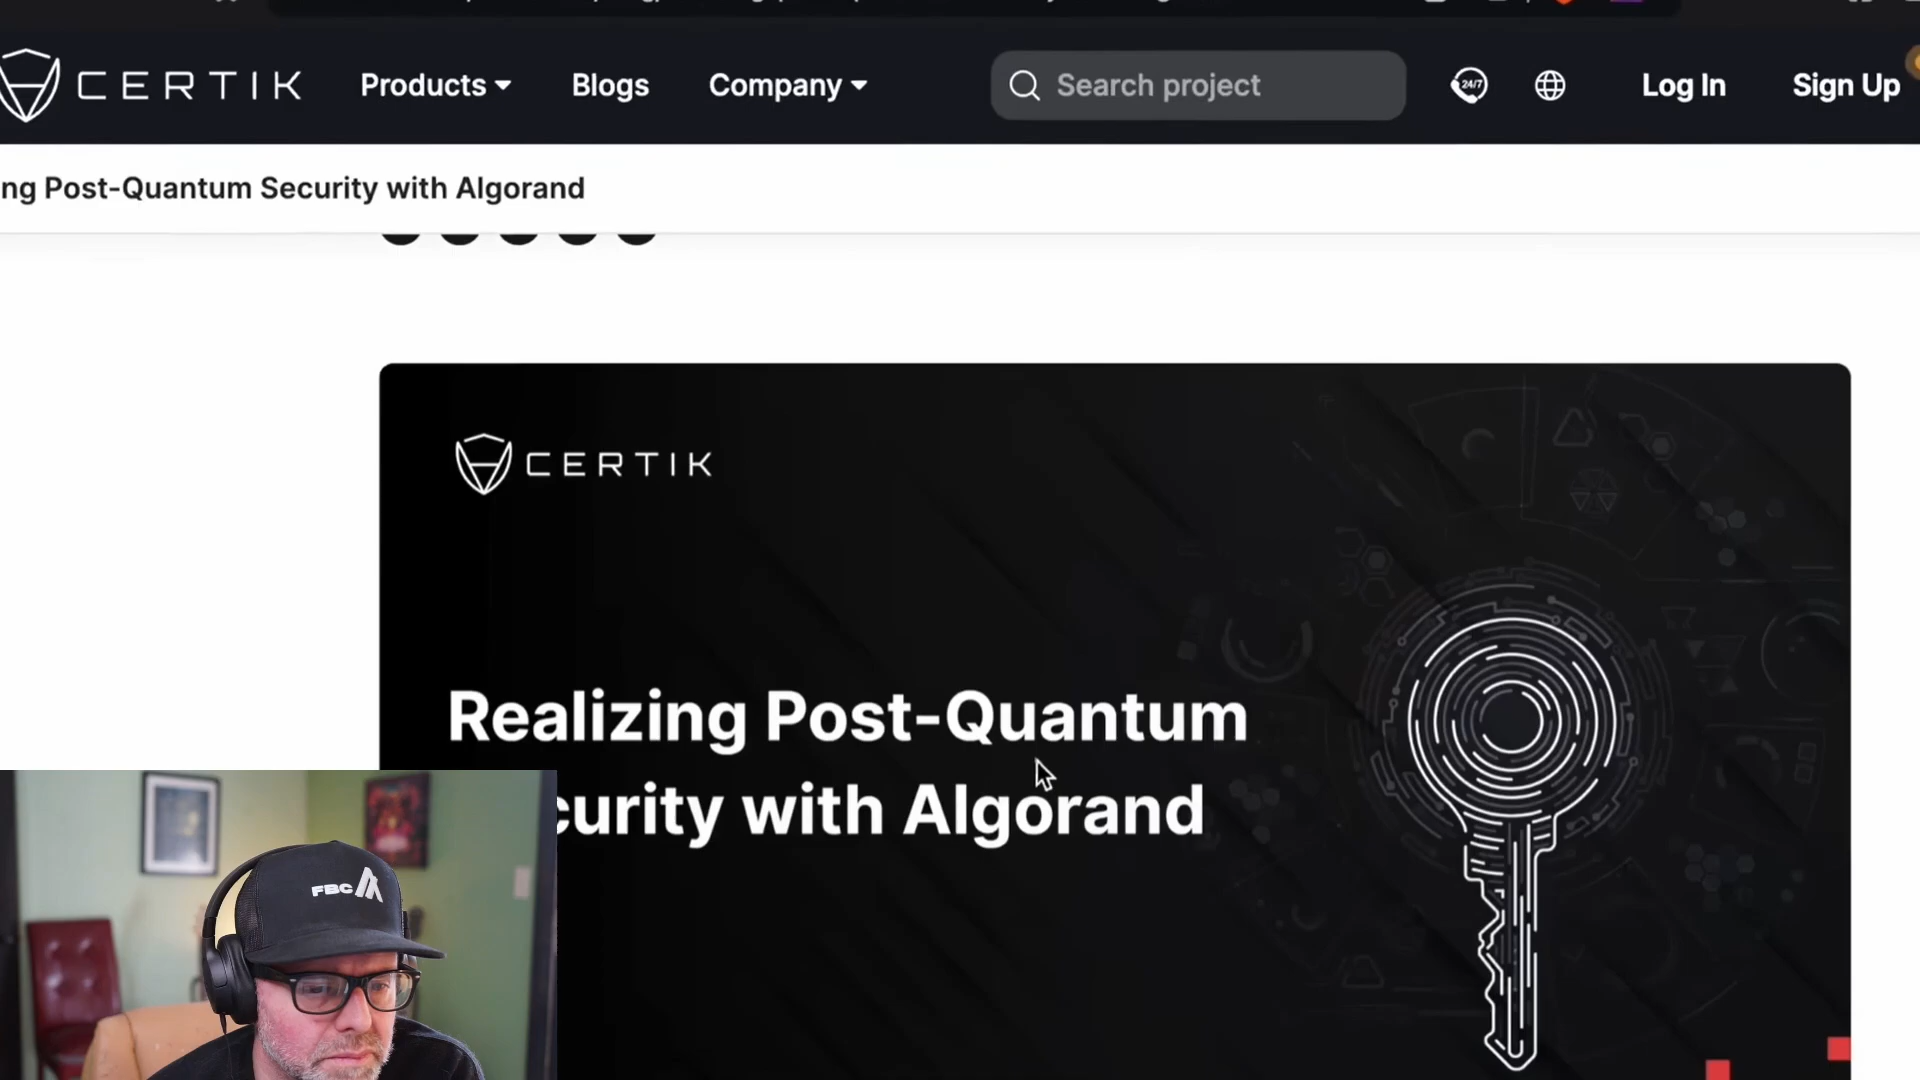 CERTIK
Products
Blogs
Company
Search project
24/7
Log In
Sign Up
ng Post-Quantum Security with Algorand
CERTIK
Realizing Post-Quantum
curity with Algorand
FBC